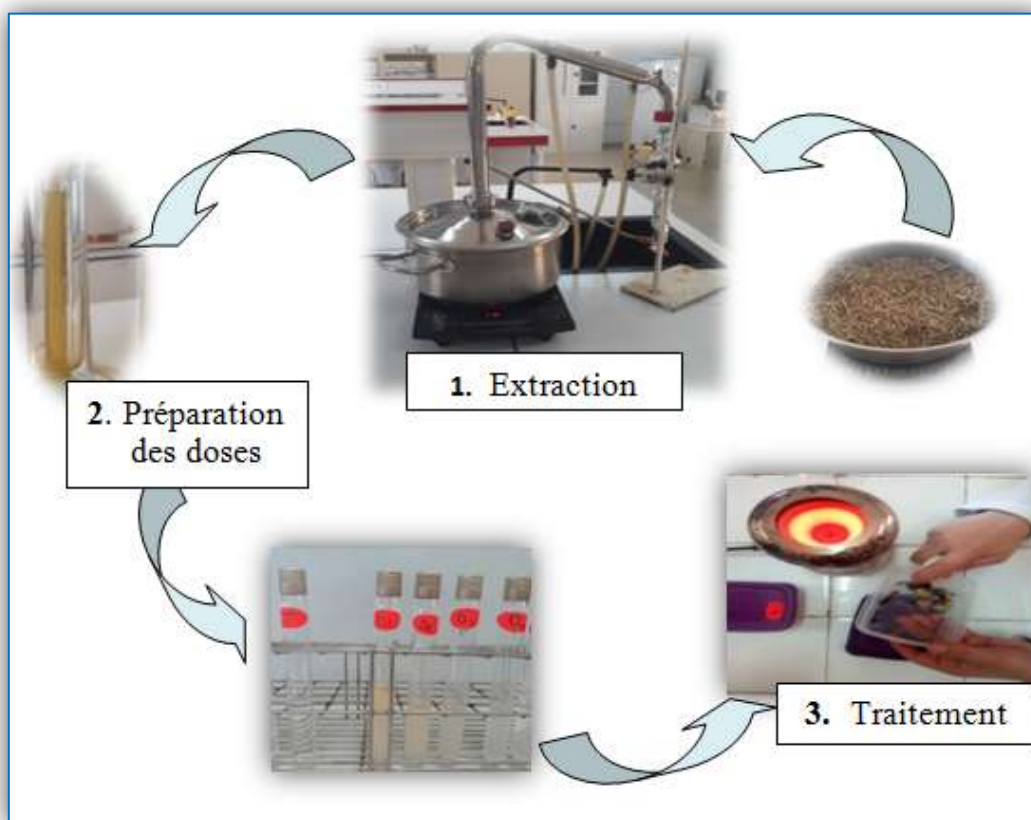 1. Extraction
2. Préparation
des doses
3. Traitement